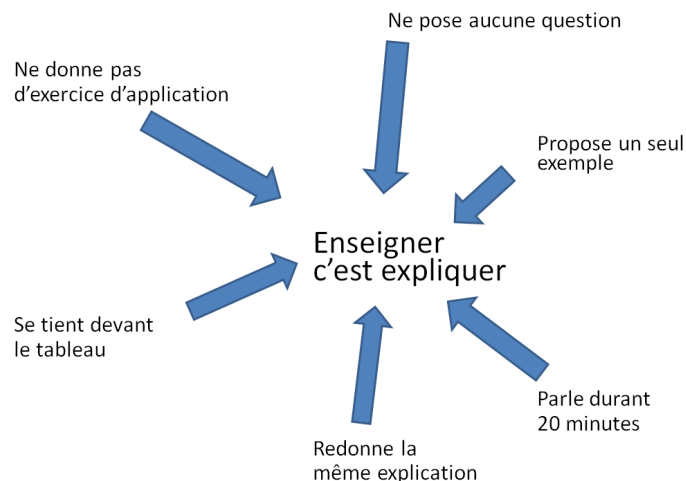 Ne pose aucune question
Ne donne pas
d’exercice d’application
Propose un seul
exemple
Enseigner
c’est expliquer
Se tient devant
le tableau
Parle durant
20 minutes
Redonne la
même explication